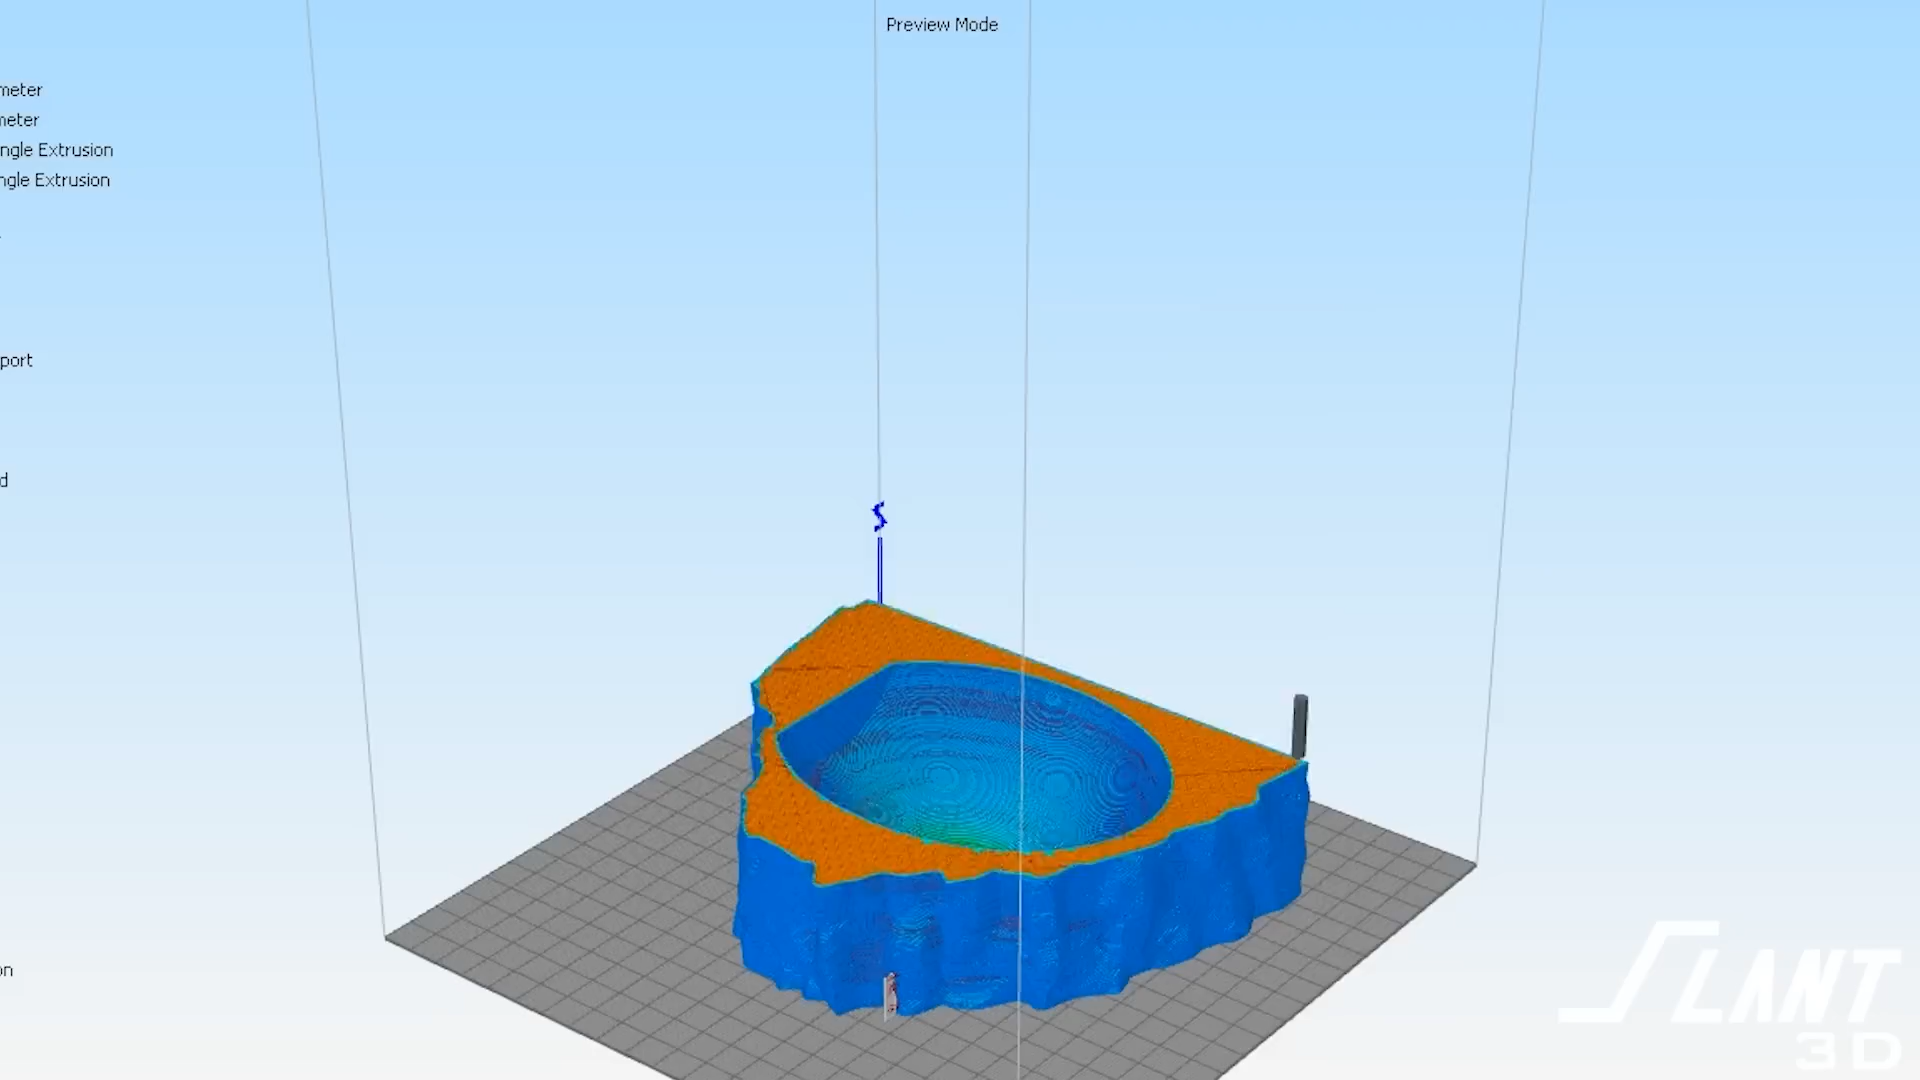 Preview Mode
meter
meter
ngle Extrusion
ngle Extrusion
port
d
on
SLANT
3D